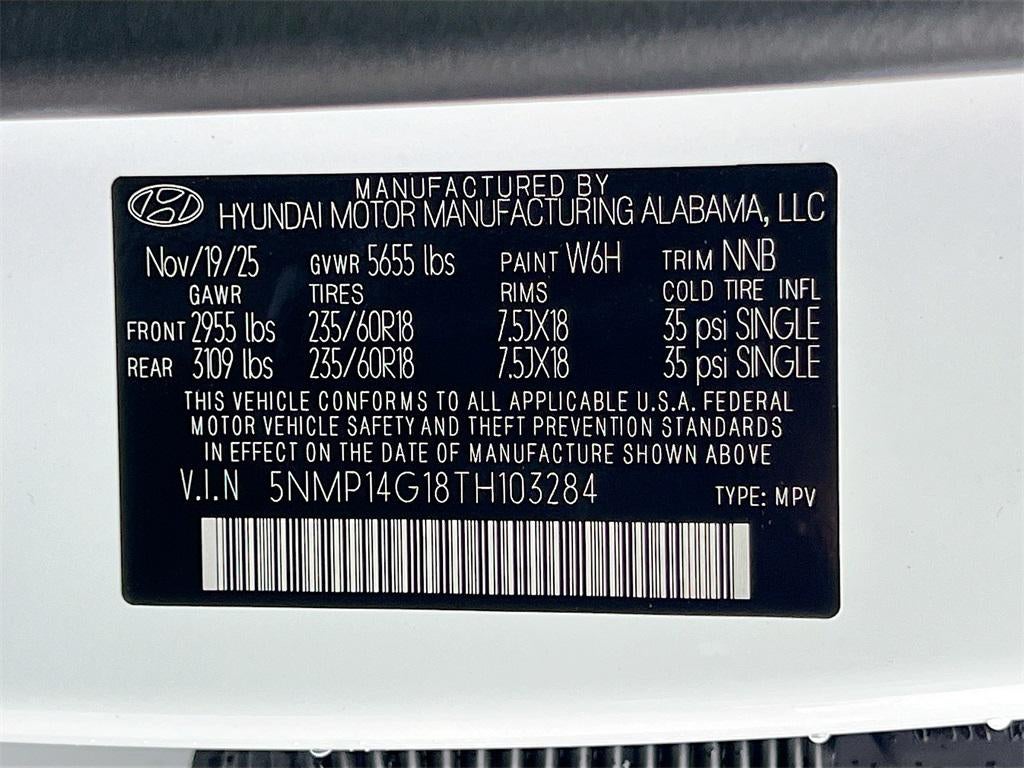 MANUFACTURED BY
HYUNDAI MOTOR MANUFACTURING ALABAMA, LLC
Nov/19/25 GVWR 5655 lbs PAINT W6H TRIM NNB
GAWR TIRES RIMS COLD TIRE INFL
FRONT 2955 lbs 235/60R18 7.5JX18 35 psi SINGLE
REAR 3109 lbs 235/60R18 7.5JX18 35 psi SINGLE
THIS VEHICLE CONFORMS TO ALL APPLICABLE U.S.A. FEDERAL
MOTOR VEHICLE SAFETY AND THEFT PREVENTION STANDARDS
IN EFFECT ON THE DATE OF MANUFACTURE SHOWN ABOVE
V.I.N 5NMP14G18TH103284 TYPE: MPV